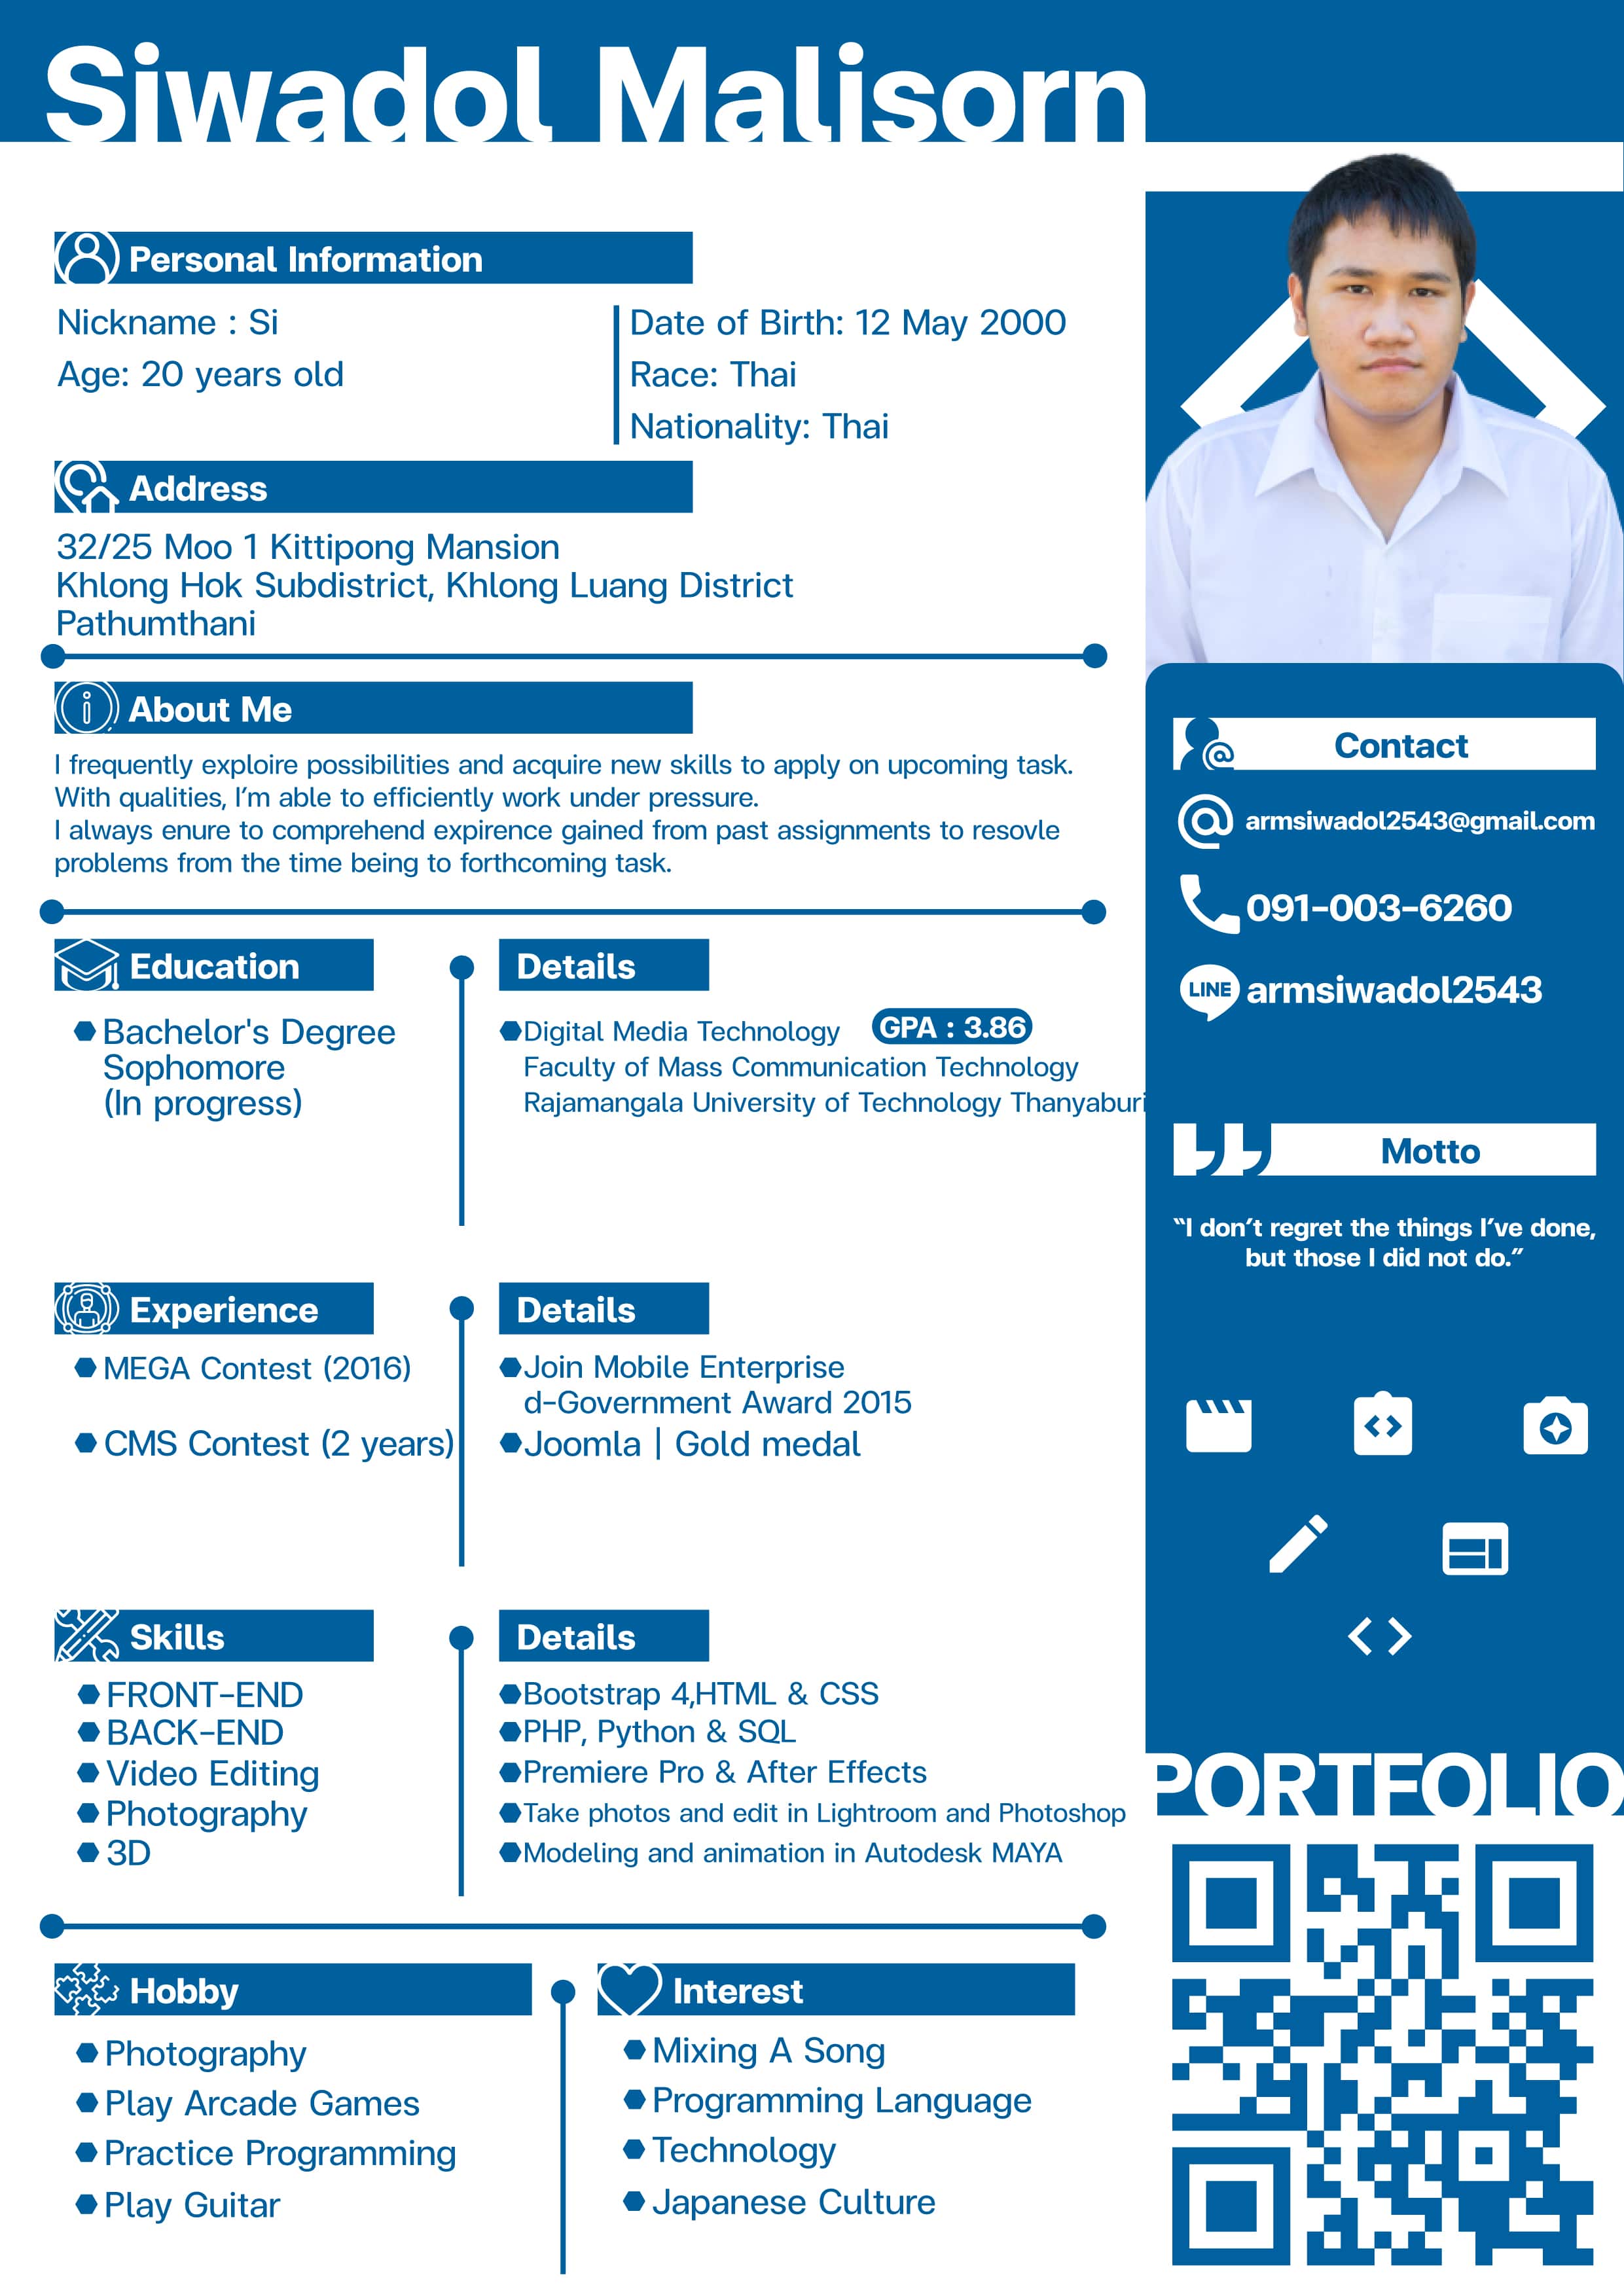 Siwadol Malisorn
Personal Information
Nickname : Si
Age: 20 years old
Date of Birth: 12 May 2000
Race: Thai
Nationality: Thai
Address
32/25 Moo 1 Kittipong Mansion
Khlong Hok Subdistrict, Khlong Luang District
Pathumthani
About Me
I frequently exploire possibilities and acquire new skills to apply on upcoming task.
With qualities, I’m able to efficiently work under pressure.
I always enure to comprehend expirence gained from past assignments to resovle
problems from the time being to forthcoming task.
Education
Bachelor's Degree
Sophomore
(In progress)
Details
Digital Media Technology
GPA : 3.86
Faculty of Mass Communication Technology
Rajamangala University of Technology Thanyaburi
Experience
MEGA Contest (2016)
CMS Contest (2 years)
Details
Join Mobile Enterprise
d-Government Award 2015
Joomla | Gold medal
Skills
FRONT-END
BACK-END
Video Editing
Photography
3D
Details
Bootstrap 4,HTML & CSS
PHP, Python & SQL
Premiere Pro & After Effects
Take photos and edit in Lightroom and Photoshop
Modeling and animation in Autodesk MAYA
Hobby
Photography
Play Arcade Games
Practice Programming
Play Guitar
Interest
Mixing A Song
Programming Language
Technology
Japanese Culture
Contact
armsiwadol2543@gmail.com
091-003-6260
LINE armsiwadol2543
Motto
“I don’t regret the things I’ve done,
but those I did not do.”
PORTFOLIO